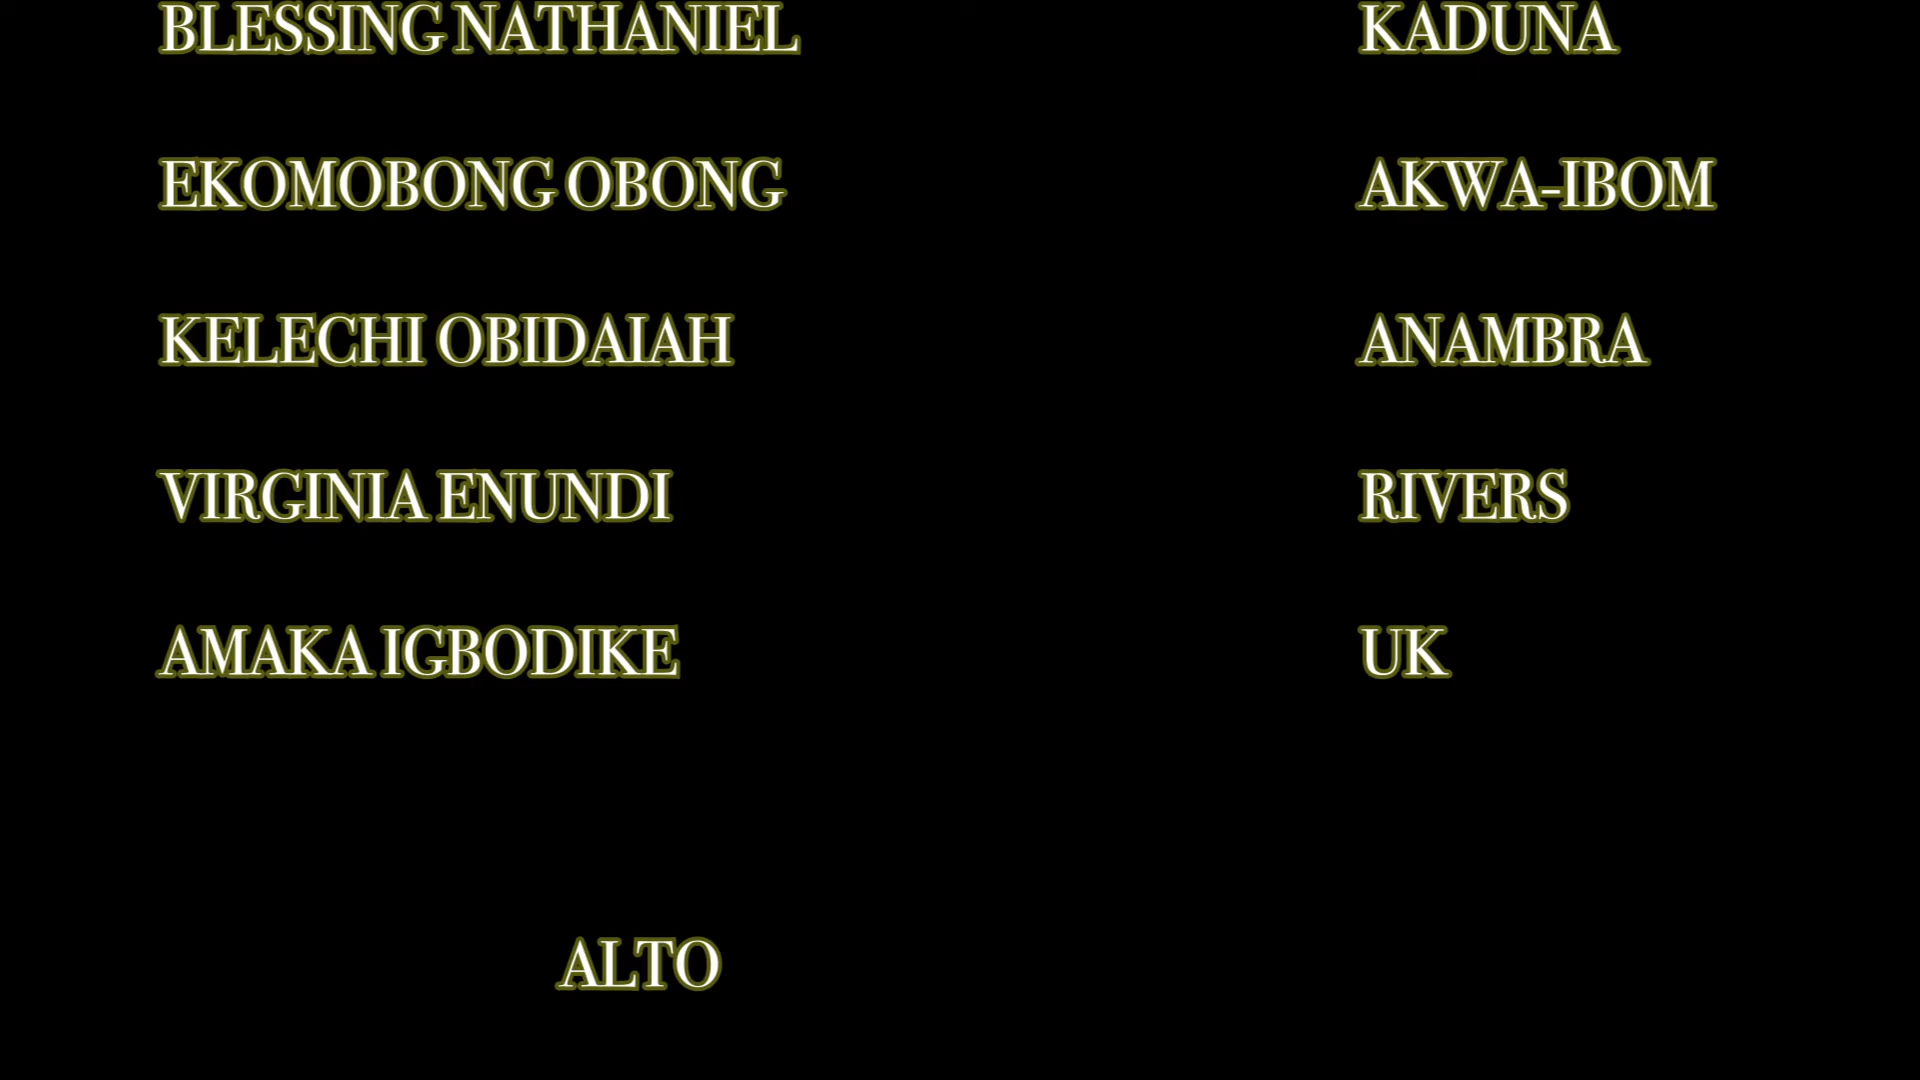 BLESSING NATHANIEL KADUNA
EKOMOBONG OBONG AKWA-IBOM
KELECHI OBIDAIAH ANAMBRA
VIRGINIA ENUNDI RIVERS
AMAKA IGBODIKE UK
ALTO